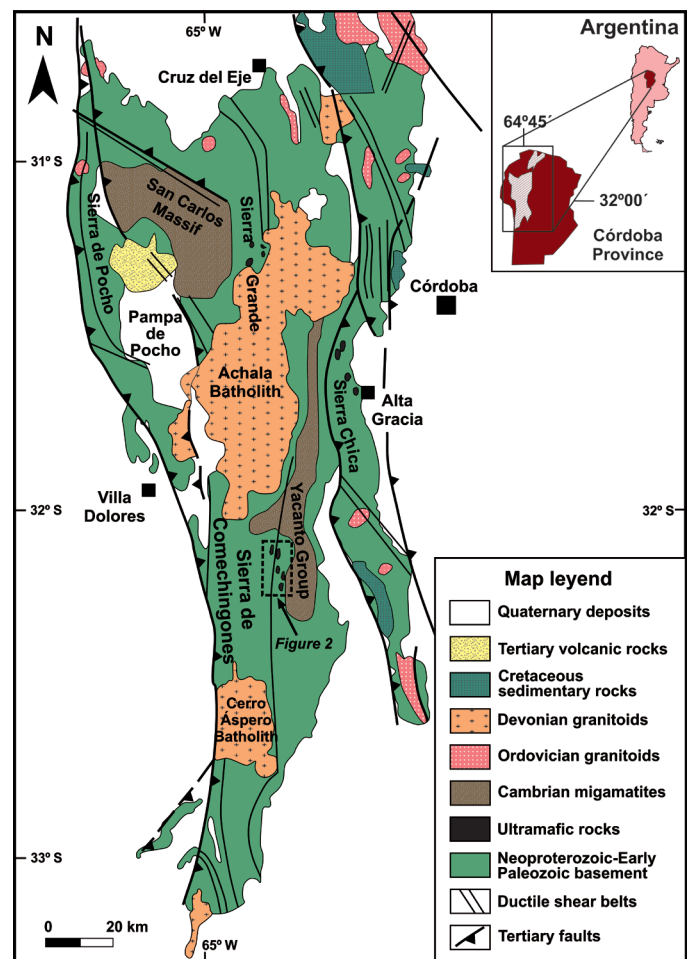 N
65º W
Cruz del Eje
Argentina
64º45´
32º00´
Córdoba
Province
31º S
San Carlos
Massif
Sierra de Pocho
Sierra
Grande
Córdoba
Pampa
de
Pocho
Achala
Batholith
Sierra Chica
Alta
Gracia
Villa
Dolores
32º S
32º S
Yacanto Group
Sierra de
Comechingones
Figure 2
Cerro
Áspero
Batholith
33º S
0 20 km
65º W
Map leyend
Quaternary deposits
Tertiary volcanic rocks
Cretaceous
sedimentary rocks
Devonian granitoids
Ordovician granitoids
Cambrian migamatites
Ultramafic rocks
Neoproterozoic-Early
Paleozoic basement
Ductile shear belts
Tertiary faults